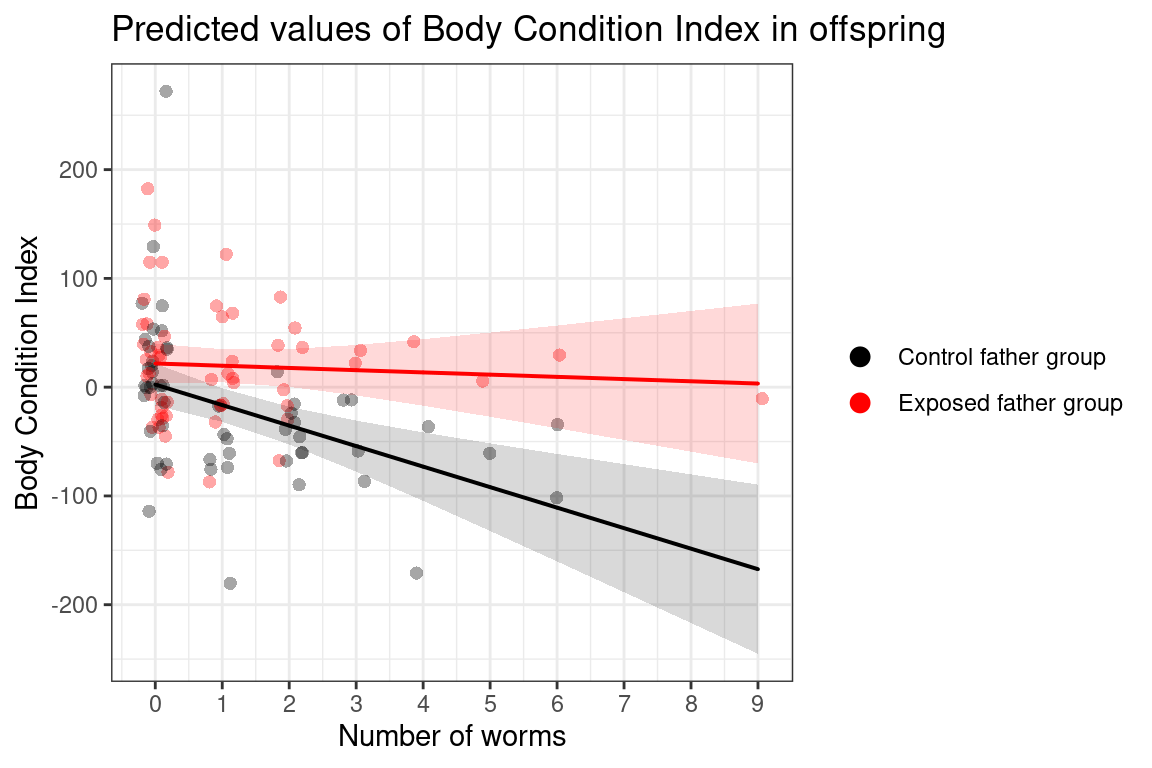 Predicted values of Body Condition Index in offspring
Body Condition Index
200
100
0
-100
-200
0 1 2 3 4 5 6 7 8 9
Number of worms
Control father group
Exposed father group